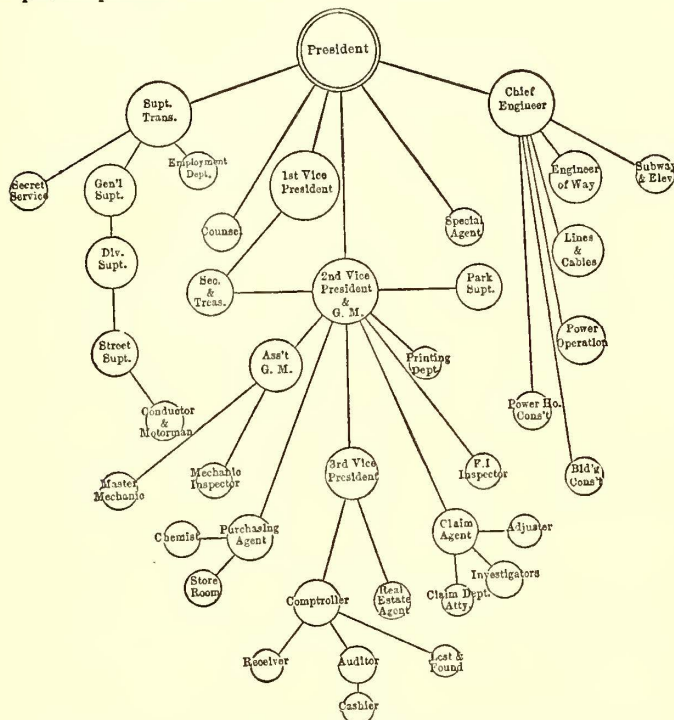 President
Supt.
Trans.
Chief
Engineer
Secret
Service
Gen'l
Supt.
Employment
Dept.
1st Vice
President
Engineer
of Way
Subway
& Elev.
Counsel
Special
Agent
Lines
&
Cables
Div.
Supt.
Sec.
&
Treas.
2nd Vice
President
&
G. M.
Park
Supt.
Street
Supt.
Ass't
G. M.
Printing
Dept.
Power
Operation
Conductor
&
Motorman
Power Ho.
Cons't
Master
Mechanic
Mechanic
Inspector
3rd Vice
President
F.I
Inspector
Bld'g
Cons't
Chemist
Purchasing
Agent
Claim
Agent
Adjuster
Store
Room
Investigators
Claim Dept.
Atty.
Comptroller
Real
Estate
Agent
Receiver
Auditor
Lost &
Found
Cashier